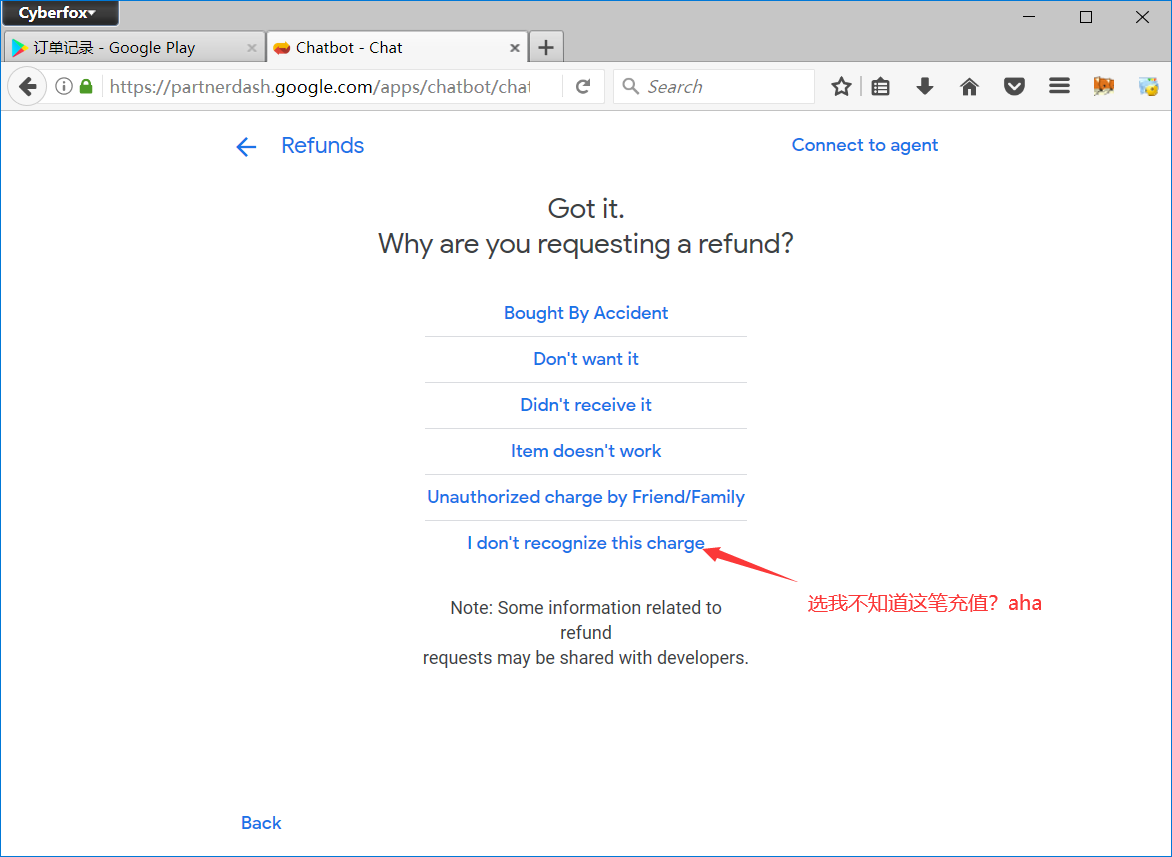 Cyberfox
订单记录 - Google Play
Chatbot - Chat
https://partnerdash.google.com/apps/chatbot/chat
Search
Refunds
Connect to agent
Got it.
Why are you requesting a refund?
Bought By Accident
Don't want it
Didn't receive it
Item doesn't work
Unauthorized charge by Friend/Family
I don't recognize this charge
选我不知道这笔充值？aha
Note: Some information related to
refund
requests may be shared with developers.
Back